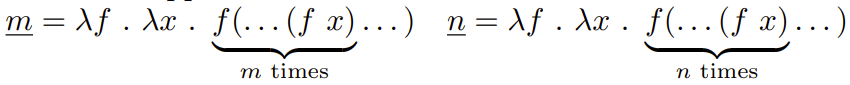 m = λf . λx . f(...(f x)...) n = λf . λx . f(...(f x)...)
m times n times